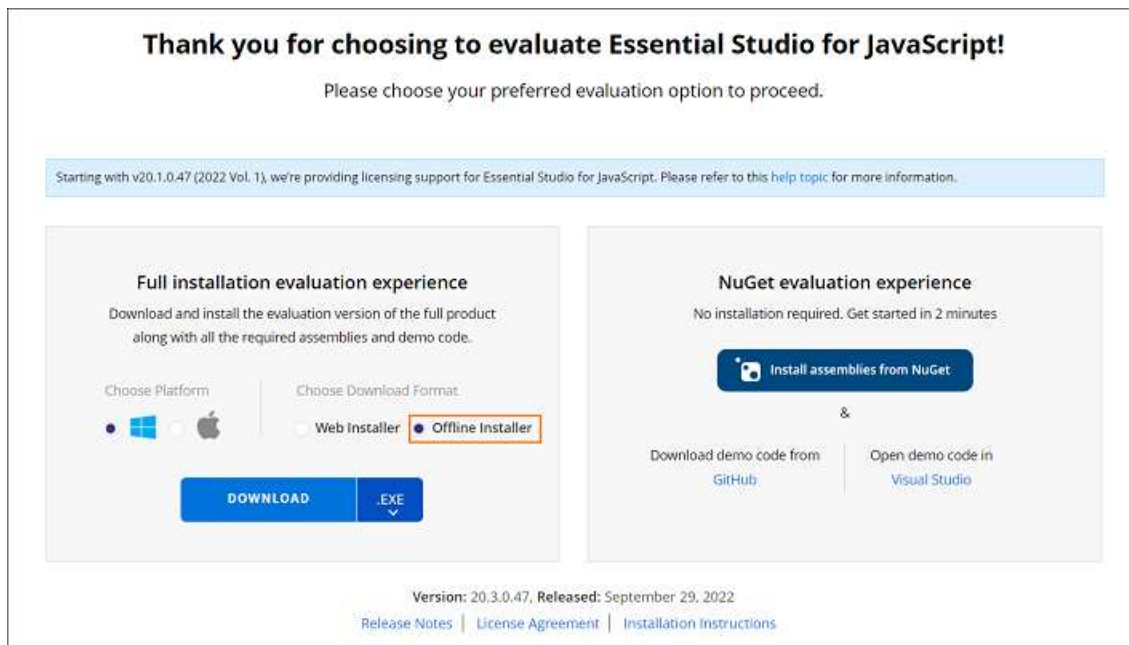 Thank you for choosing to evaluate Essential Studio for JavaScript!
Please choose your preferred evaluation option to proceed.
Starting with v20.1.0.47 (2022 Vol. 1), we're providing licensing support for Essential Studio for JavaScript. Please refer to this help topic for more information.
Full installation evaluation experience
Download and install the evaluation version of the full product
along with all the required assemblies and demo code.
Choose Platform
Choose Download Format
Web Installer
Offline Installer
DOWNLOAD
.EXE
NuGet evaluation experience
No installation required. Get started in 2 minutes
Install assemblies from NuGet
&
Download demo code from
GitHub
Open demo code in
Visual Studio
Version: 20.3.0.47, Released: September 29, 2022
Release Notes | License Agreement | Installation Instructions